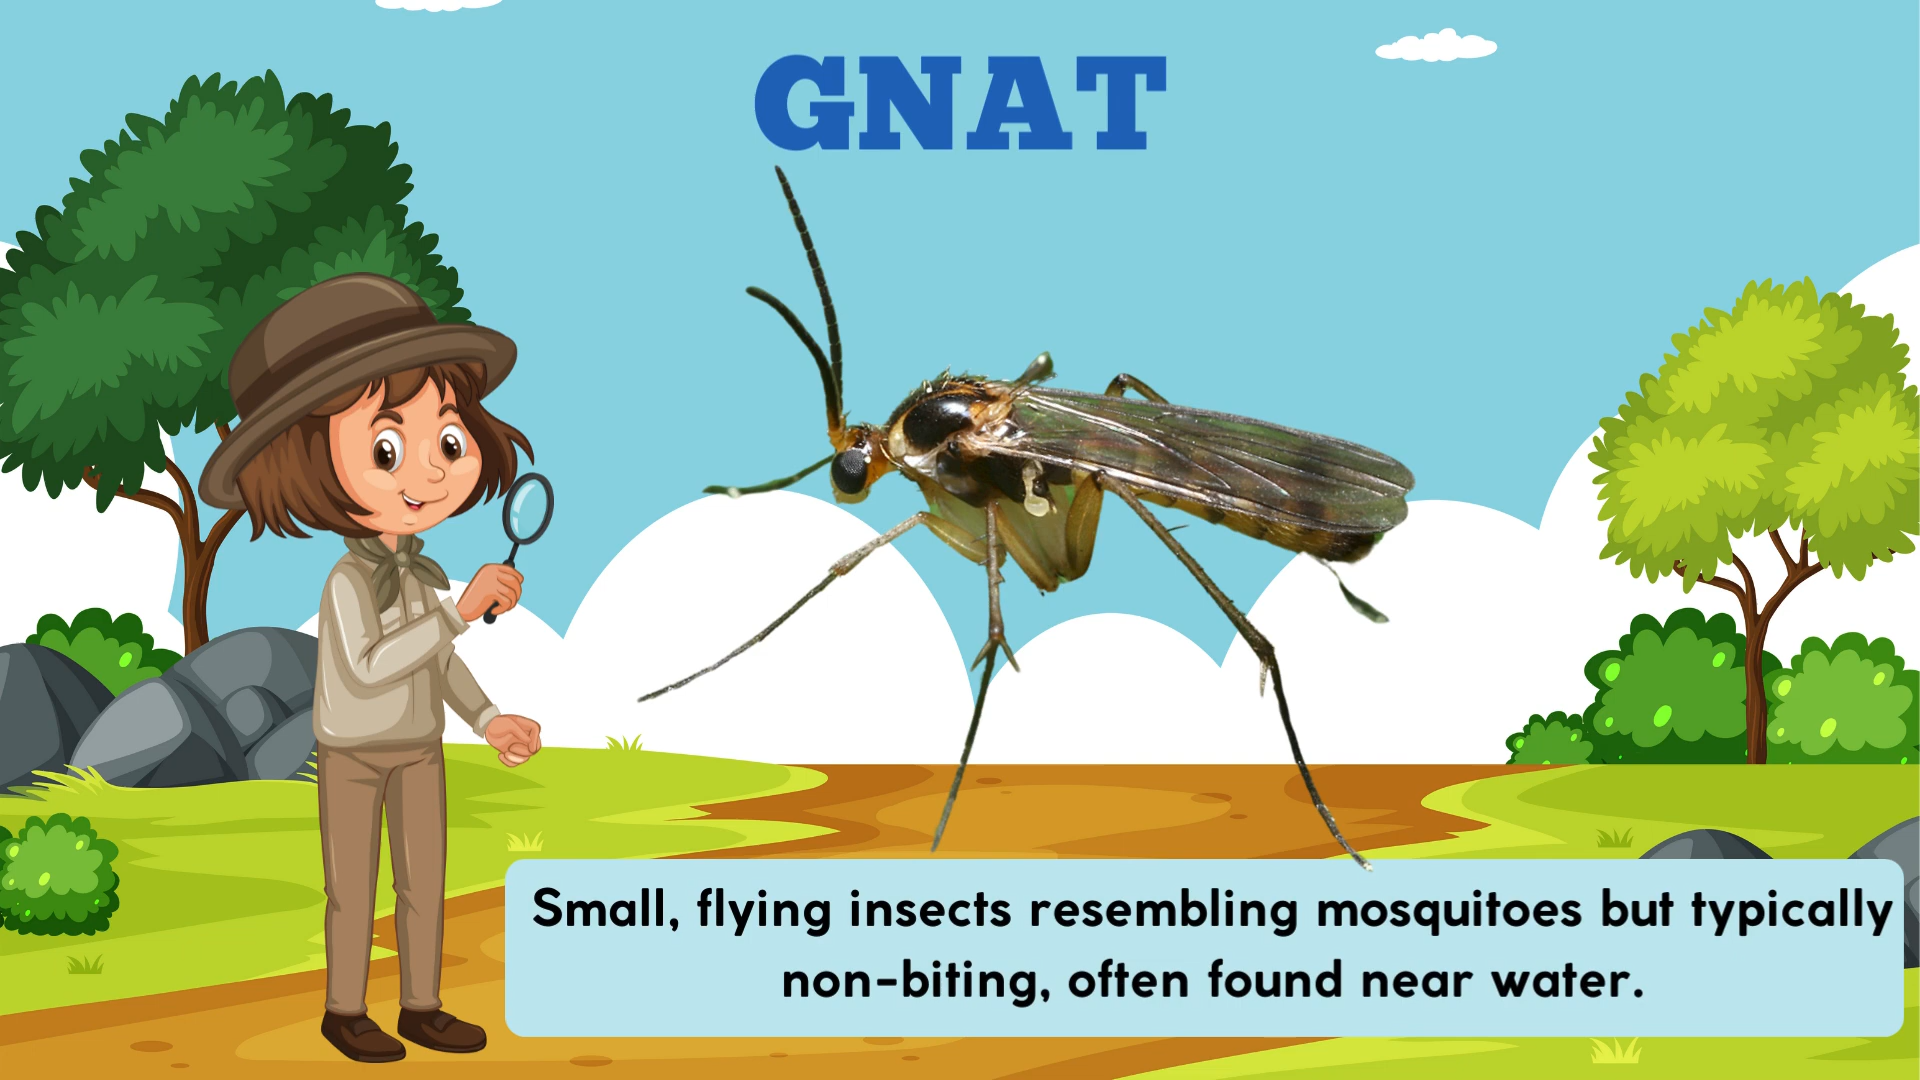 GNAT
Small, flying insects resembling mosquitoes but typically
non-biting, often found near water.